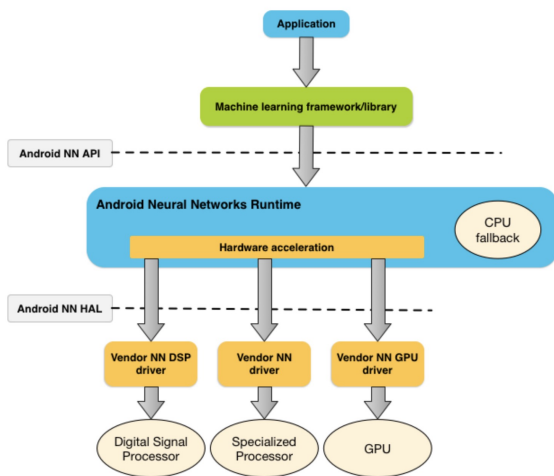 Application
Machine learning framework/library
Android NN API
Android Neural Networks Runtime
CPU
fallback
Hardware acceleration
Android NN HAL
Vendor NN DSP
driver
Vendor NN
driver
Vendor NN GPU
driver
Digital Signal
Processor
Specialized
Processor
GPU